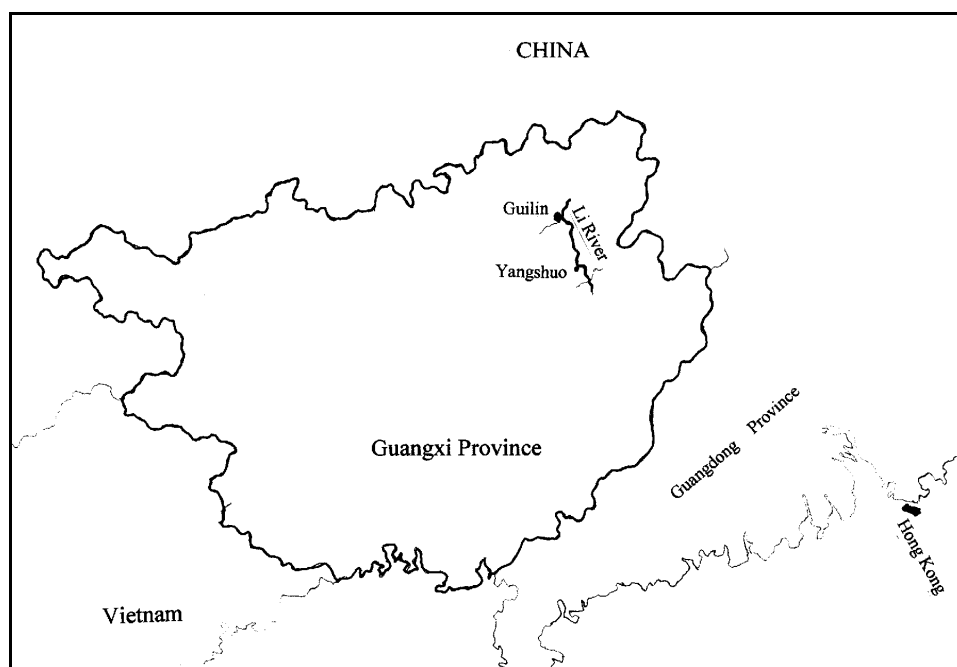 CHINA
Guilin
Li River
Yangshuo
Guangxi Province
Guangdong Province
Hong Kong
Vietnam